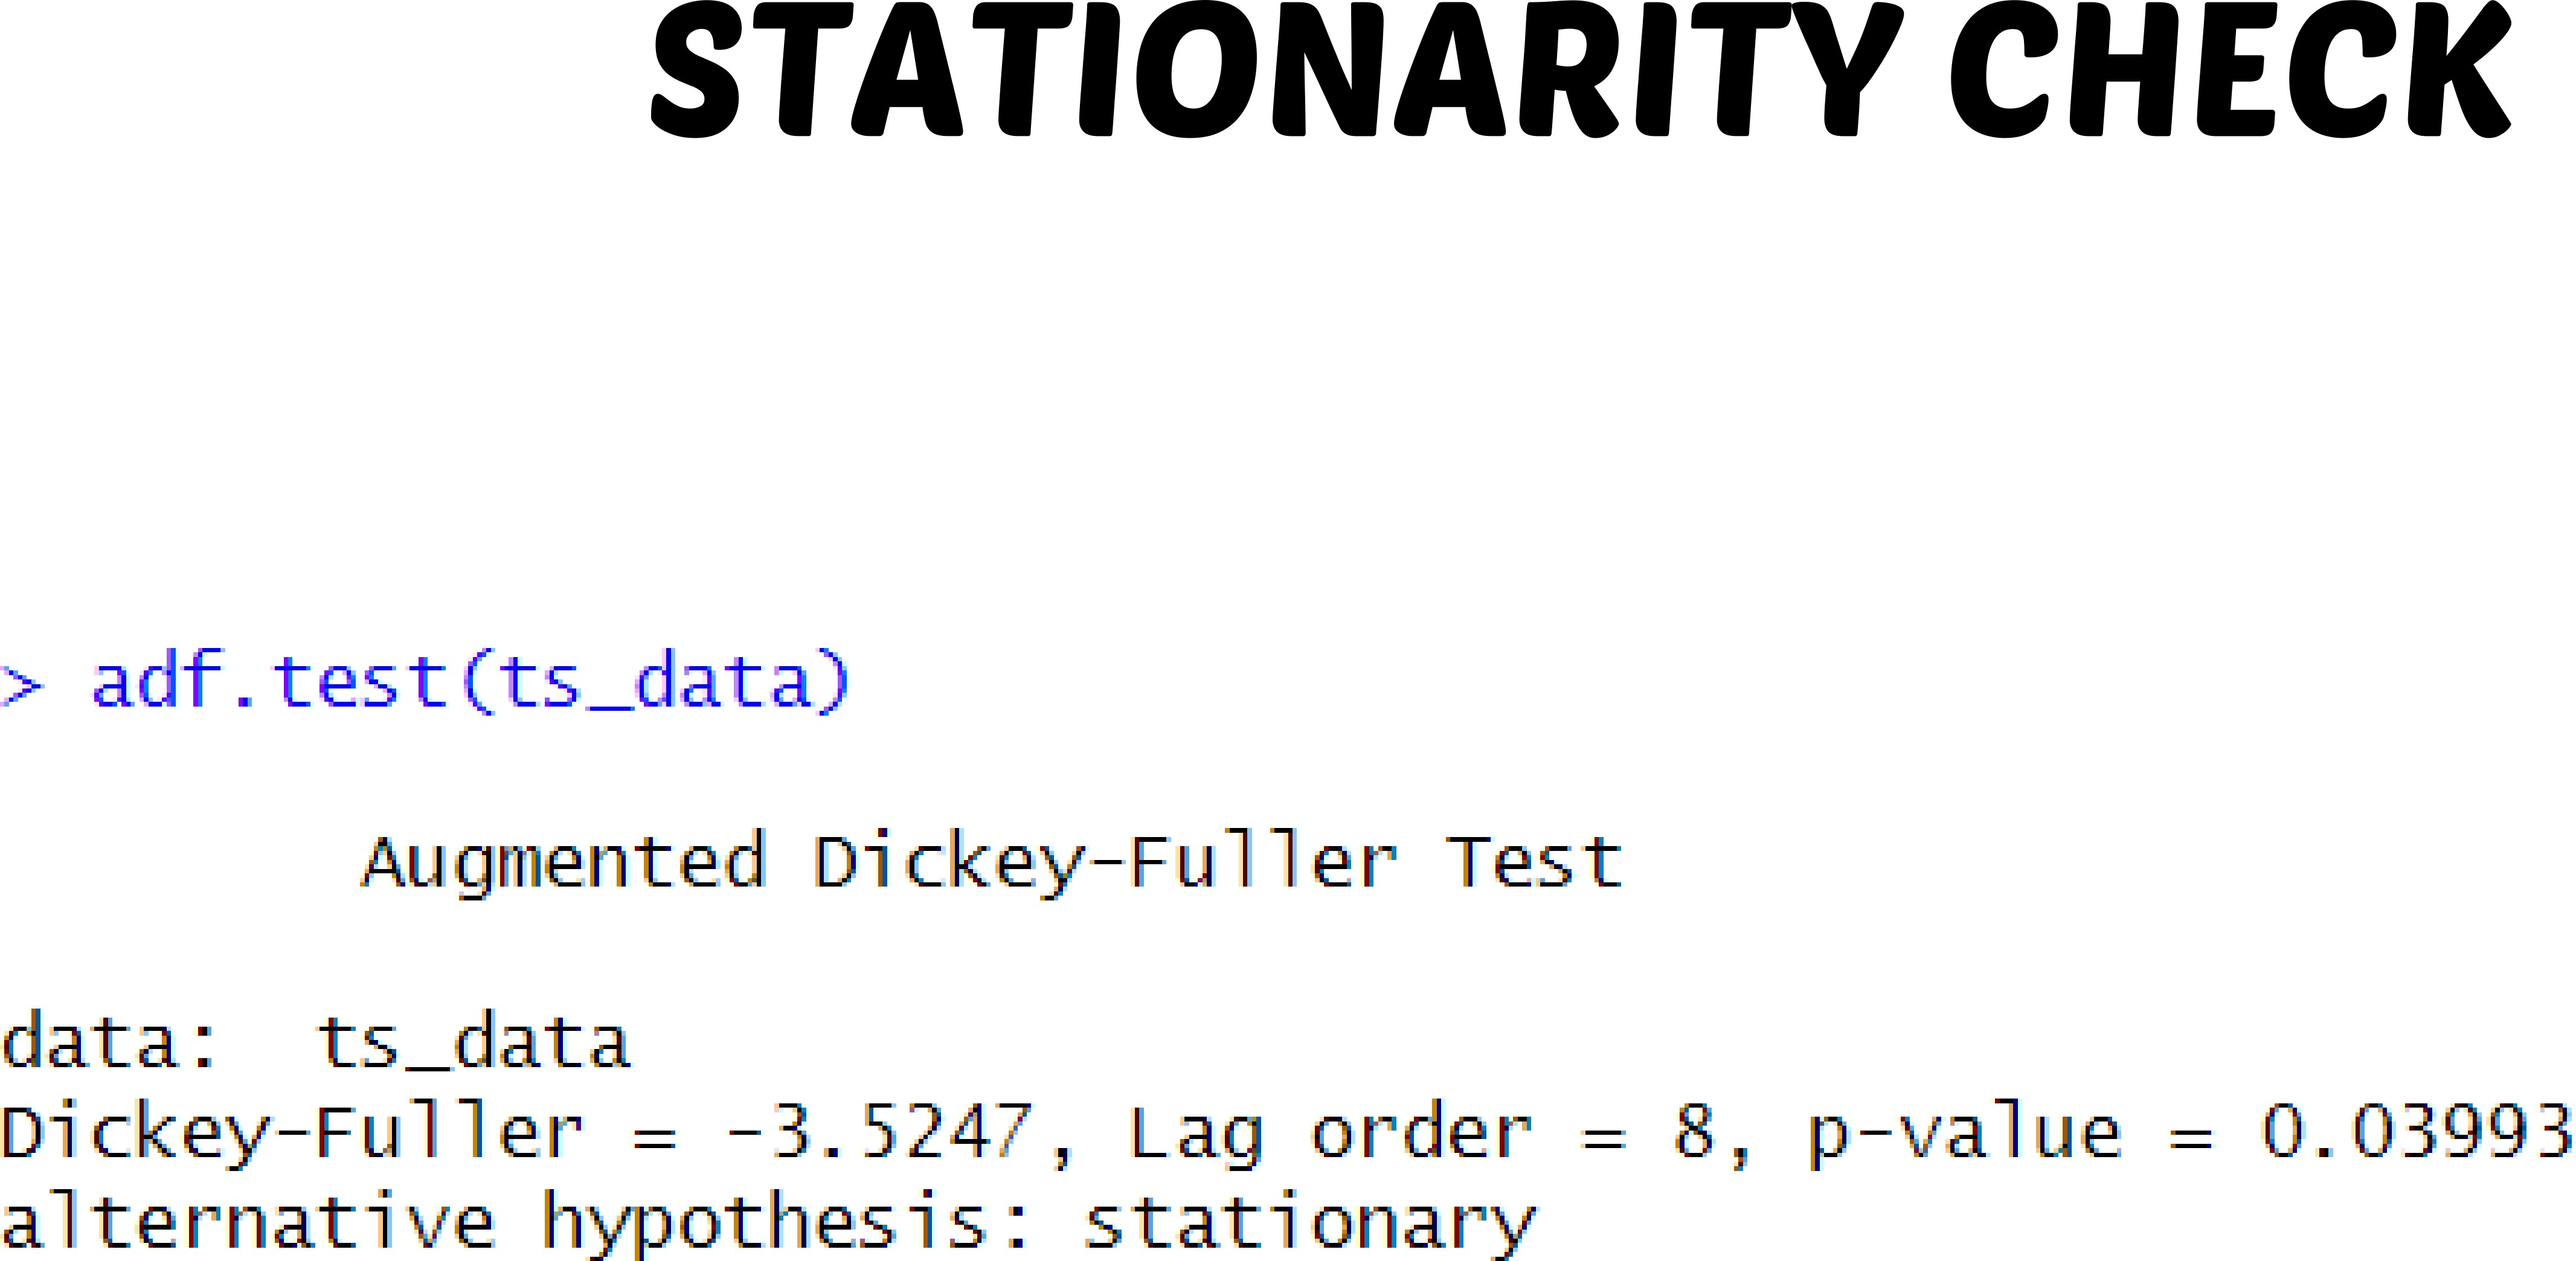 STATIONARITY CHECK
> adf.test(ts_data)
Augmented Dickey-Fuller Test
data:  ts_data
Dickey-Fuller = -3.5247, Lag order = 8, p-value = 0.03993
alternative hypothesis: stationary